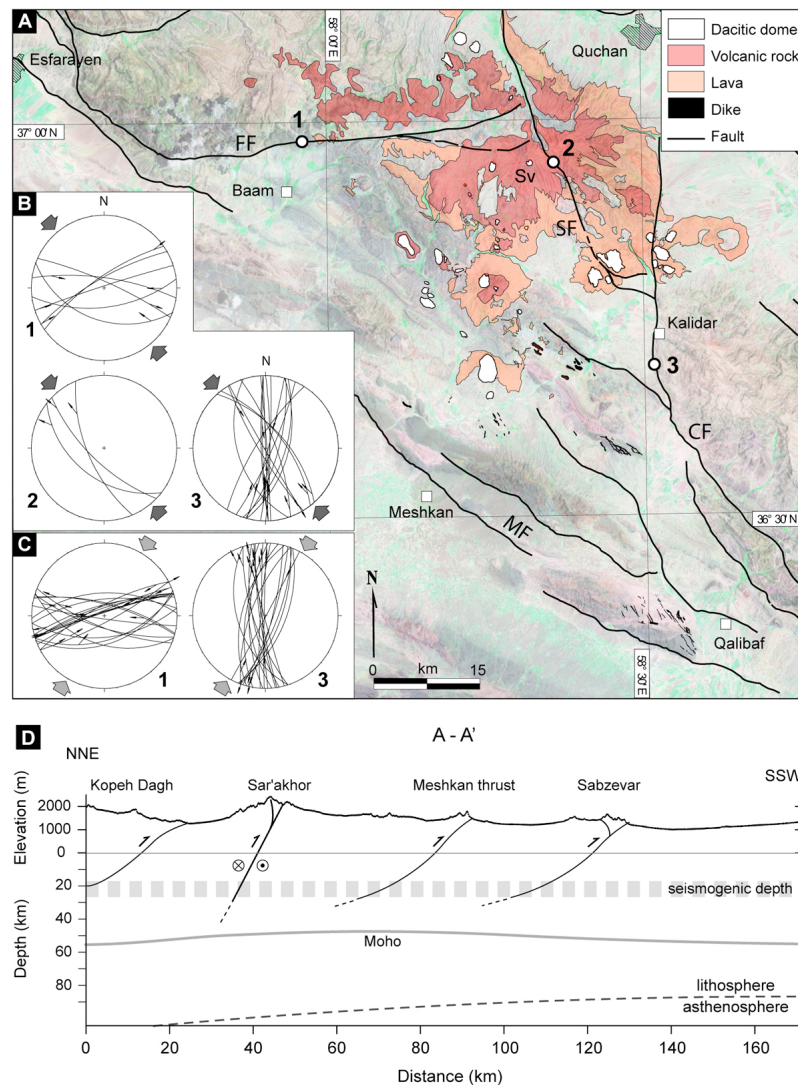 A
Esfarayen
58° 00' E
Quchan
Dacitic dome
Volcanic rock
Lava
Dike
Fault
37° 00' N
1
FF
2
Sv
Baam
SF
B
N
1
Kalidar
3
N
CF
2
3
Meshkan
36° 30' N
MF
C
N
1
3
0 km 15
Qalibaf
58° 30' E
D
A - A'
NNE
SSW
Kopeh Dagh
Sar'akhor
Meshkan thrust
Sabzevar
Elevation (m)
2000
1000
0
20
seismogenic depth
Depth (km)
40
Moho
60
80
lithosphere
asthenosphere
0 20 40 60 80 100 120 140 160
Distance (km)